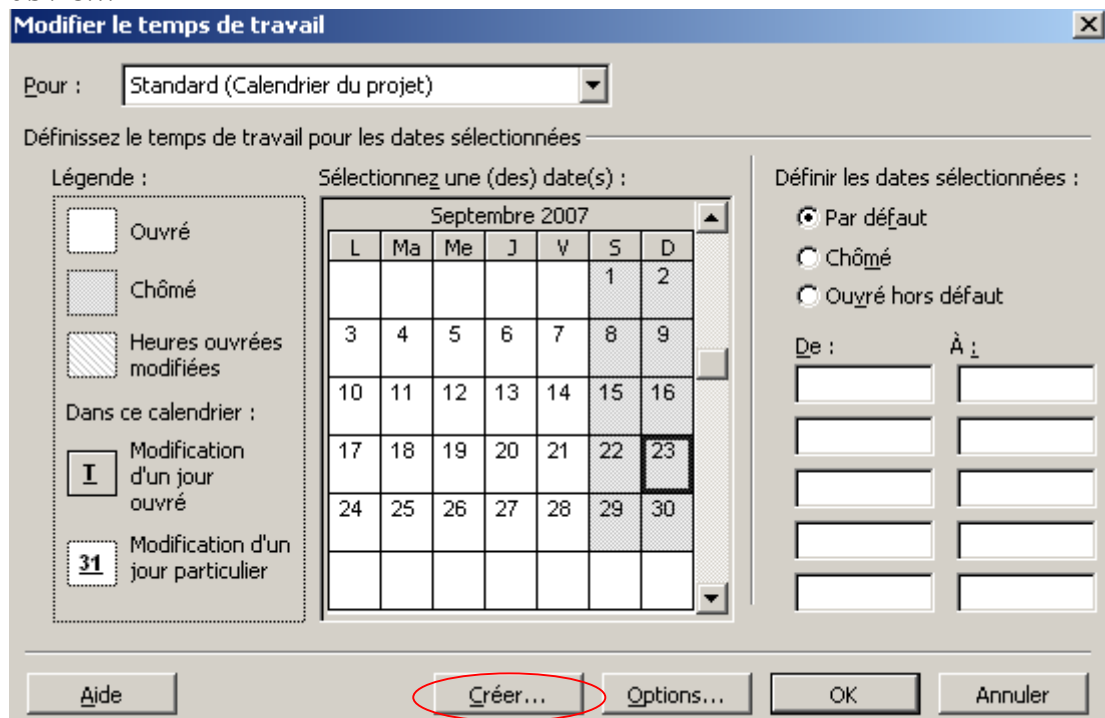 Modifier le temps de travail
Pour : Standard (Calendrier du projet)
Définissez le temps de travail pour les dates sélectionnées
Légende :
Ouvré
Chômé
Heures ouvrées
modifiées
Dans ce calendrier :
I Modification
d'un jour
ouvré
31 Modification d'un
jour particulier
Sélectionnez une (des) date(s) :
Septembre 2007
L Ma Me J V S D
1 2
3 4 5 6 7 8 9
10 11 12 13 14 15 16
17 18 19 20 21 22 23
24 25 26 27 28 29 30
Définir les dates sélectionnées :
Par défaut
Chômé
Ouvré hors défaut
De : À :
Aide Créer... Options... OK Annuler